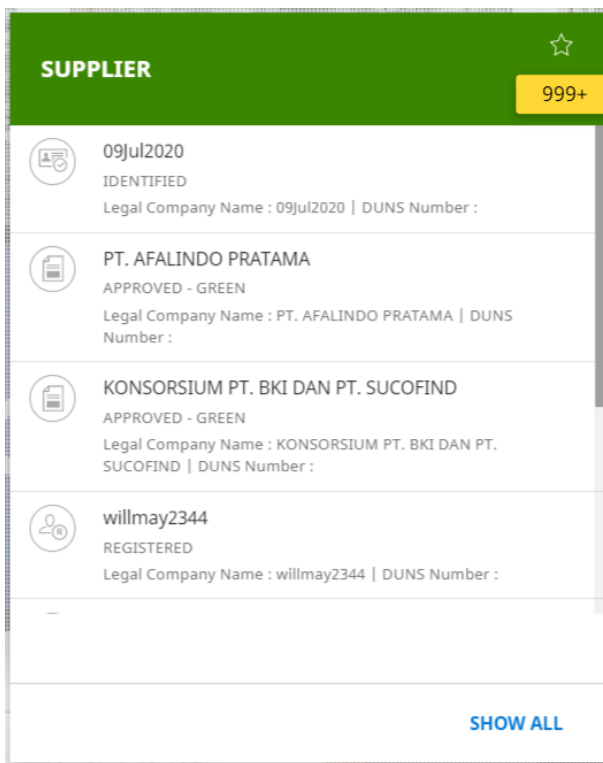 SUPPLIER
999+
09Jul2020
IDENTIFIED
Legal Company Name : 09Jul2020 | DUNS Number :
PT. AFALINDO PRATAMA
APPROVED - GREEN
Legal Company Name : PT. AFALINDO PRATAMA | DUNS
Number :
KONSORSIUM PT. BKI DAN PT. SUCOFIND
APPROVED - GREEN
Legal Company Name : KONSORSIUM PT. BKI DAN PT.
SUCOFIND | DUNS Number :
willmay2344
REGISTERED
Legal Company Name : willmay2344 | DUNS Number :
SHOW ALL